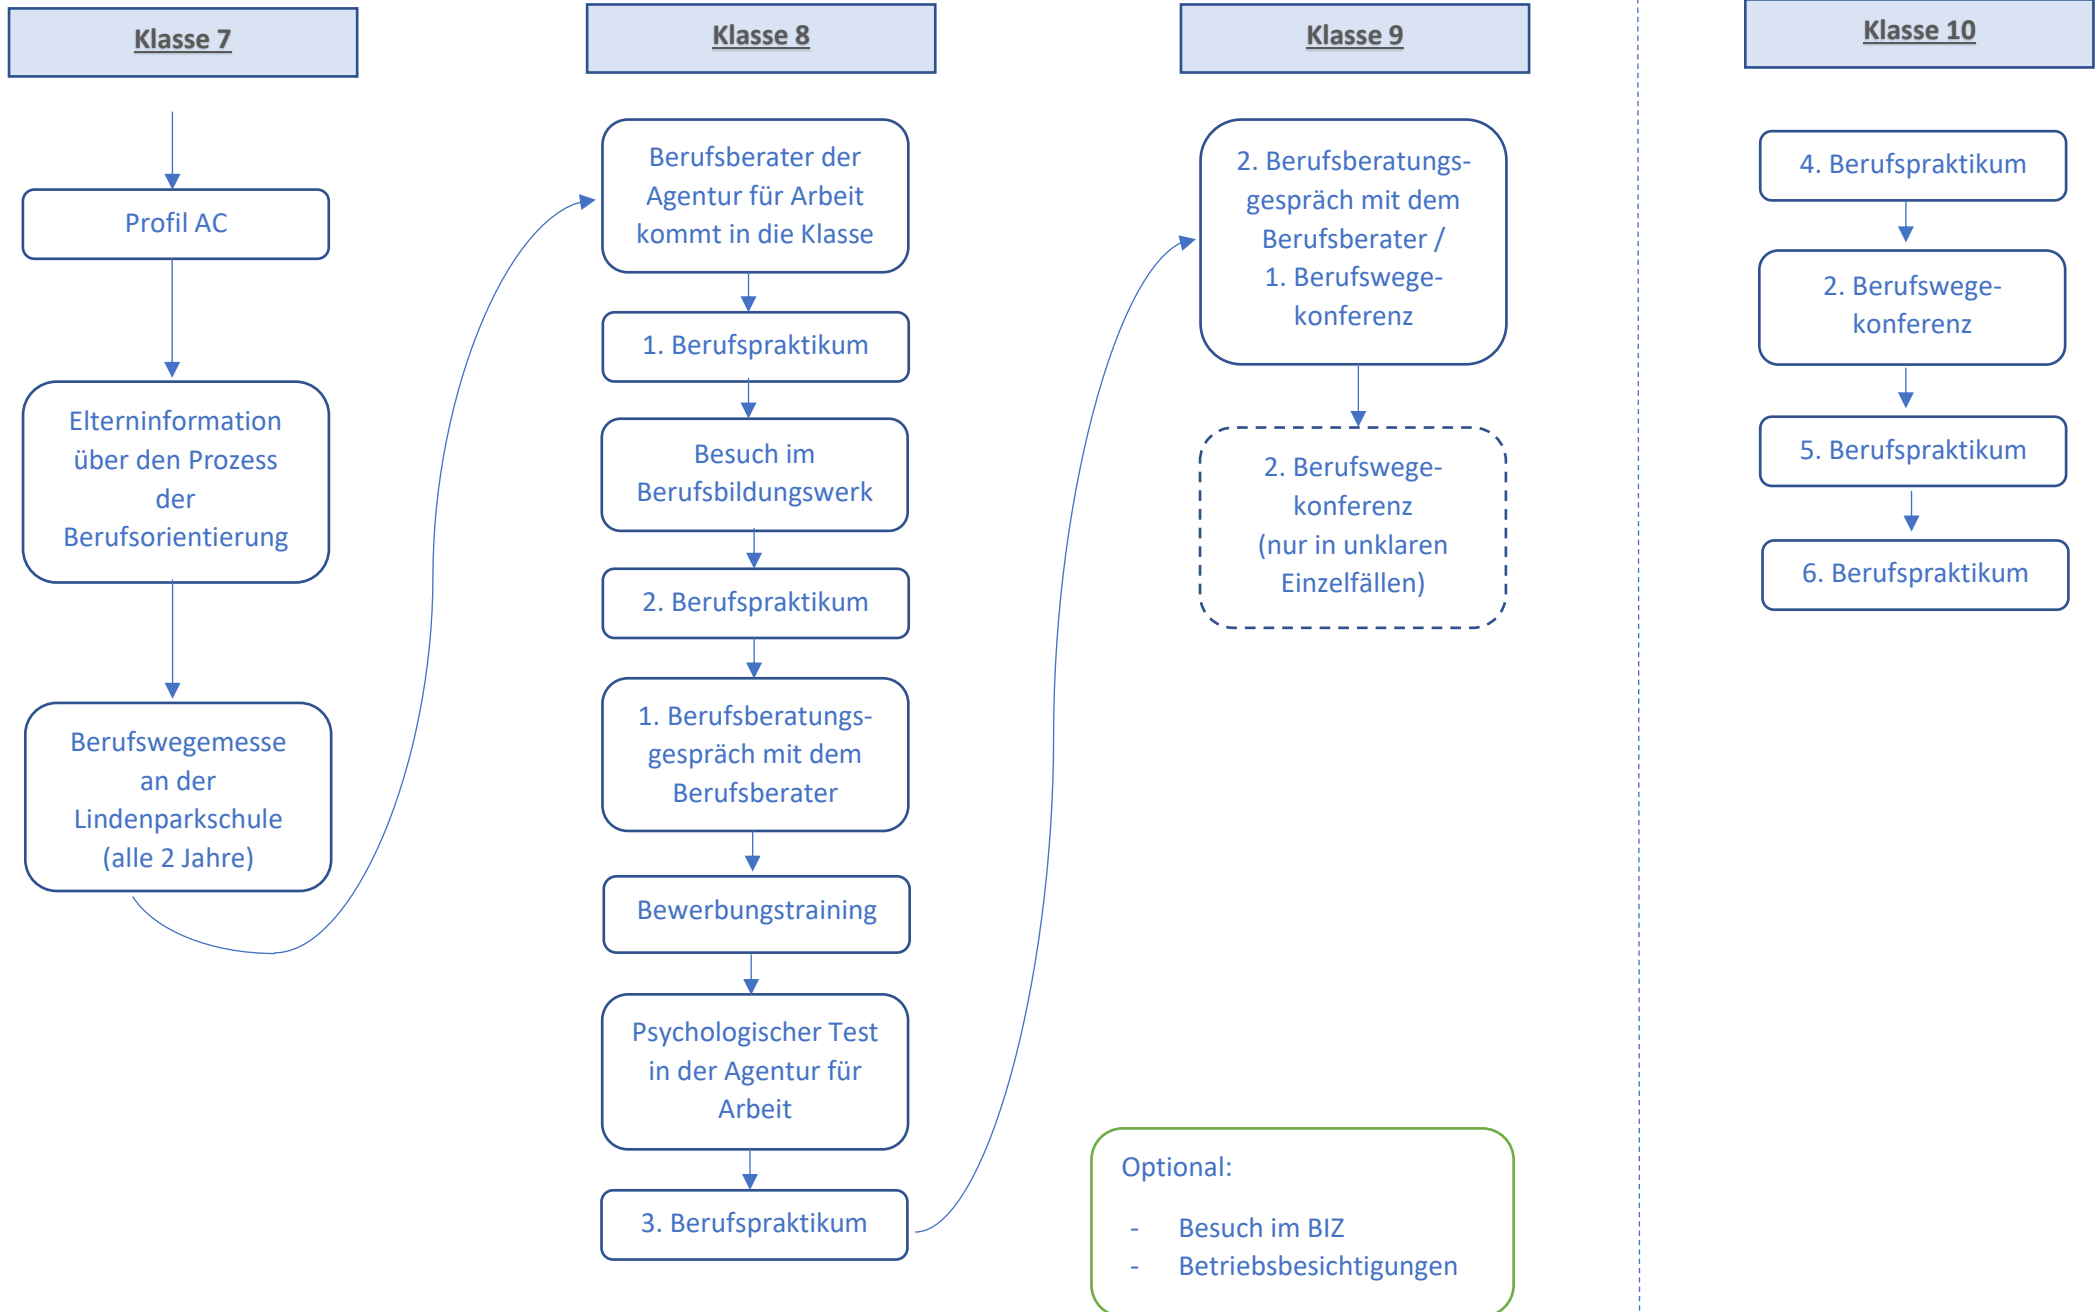 Klasse 7
Profil AC
Elterninformation
über den Prozess
der
Berufsorientierung
Berufswegemesse
an der
Lindenparkschule
(alle 2 Jahre)
Klasse 8
Berufsberater der
Agentur für Arbeit
kommt in die Klasse
1. Berufspraktikum
Besuch im
Berufsbildungswerk
2. Berufspraktikum
1. Berufsberatungs-
gespräch mit dem
Berufsberater
Bewerbungstraining
Psychologischer Test
in der Agentur für
Arbeit
3. Berufspraktikum
Klasse 9
2. Berufsberatungs-
gespräch mit dem
Berufsberater /
1. Berufswege-
konferenz
2. Berufswege-
konferenz
(nur in unklaren
Einzelfällen)
Optional:
- Besuch im BIZ
- Betriebsbesichtigungen
Klasse 10
4. Berufspraktikum
2. Berufswege-
konferenz
5. Berufspraktikum
6. Berufspraktikum